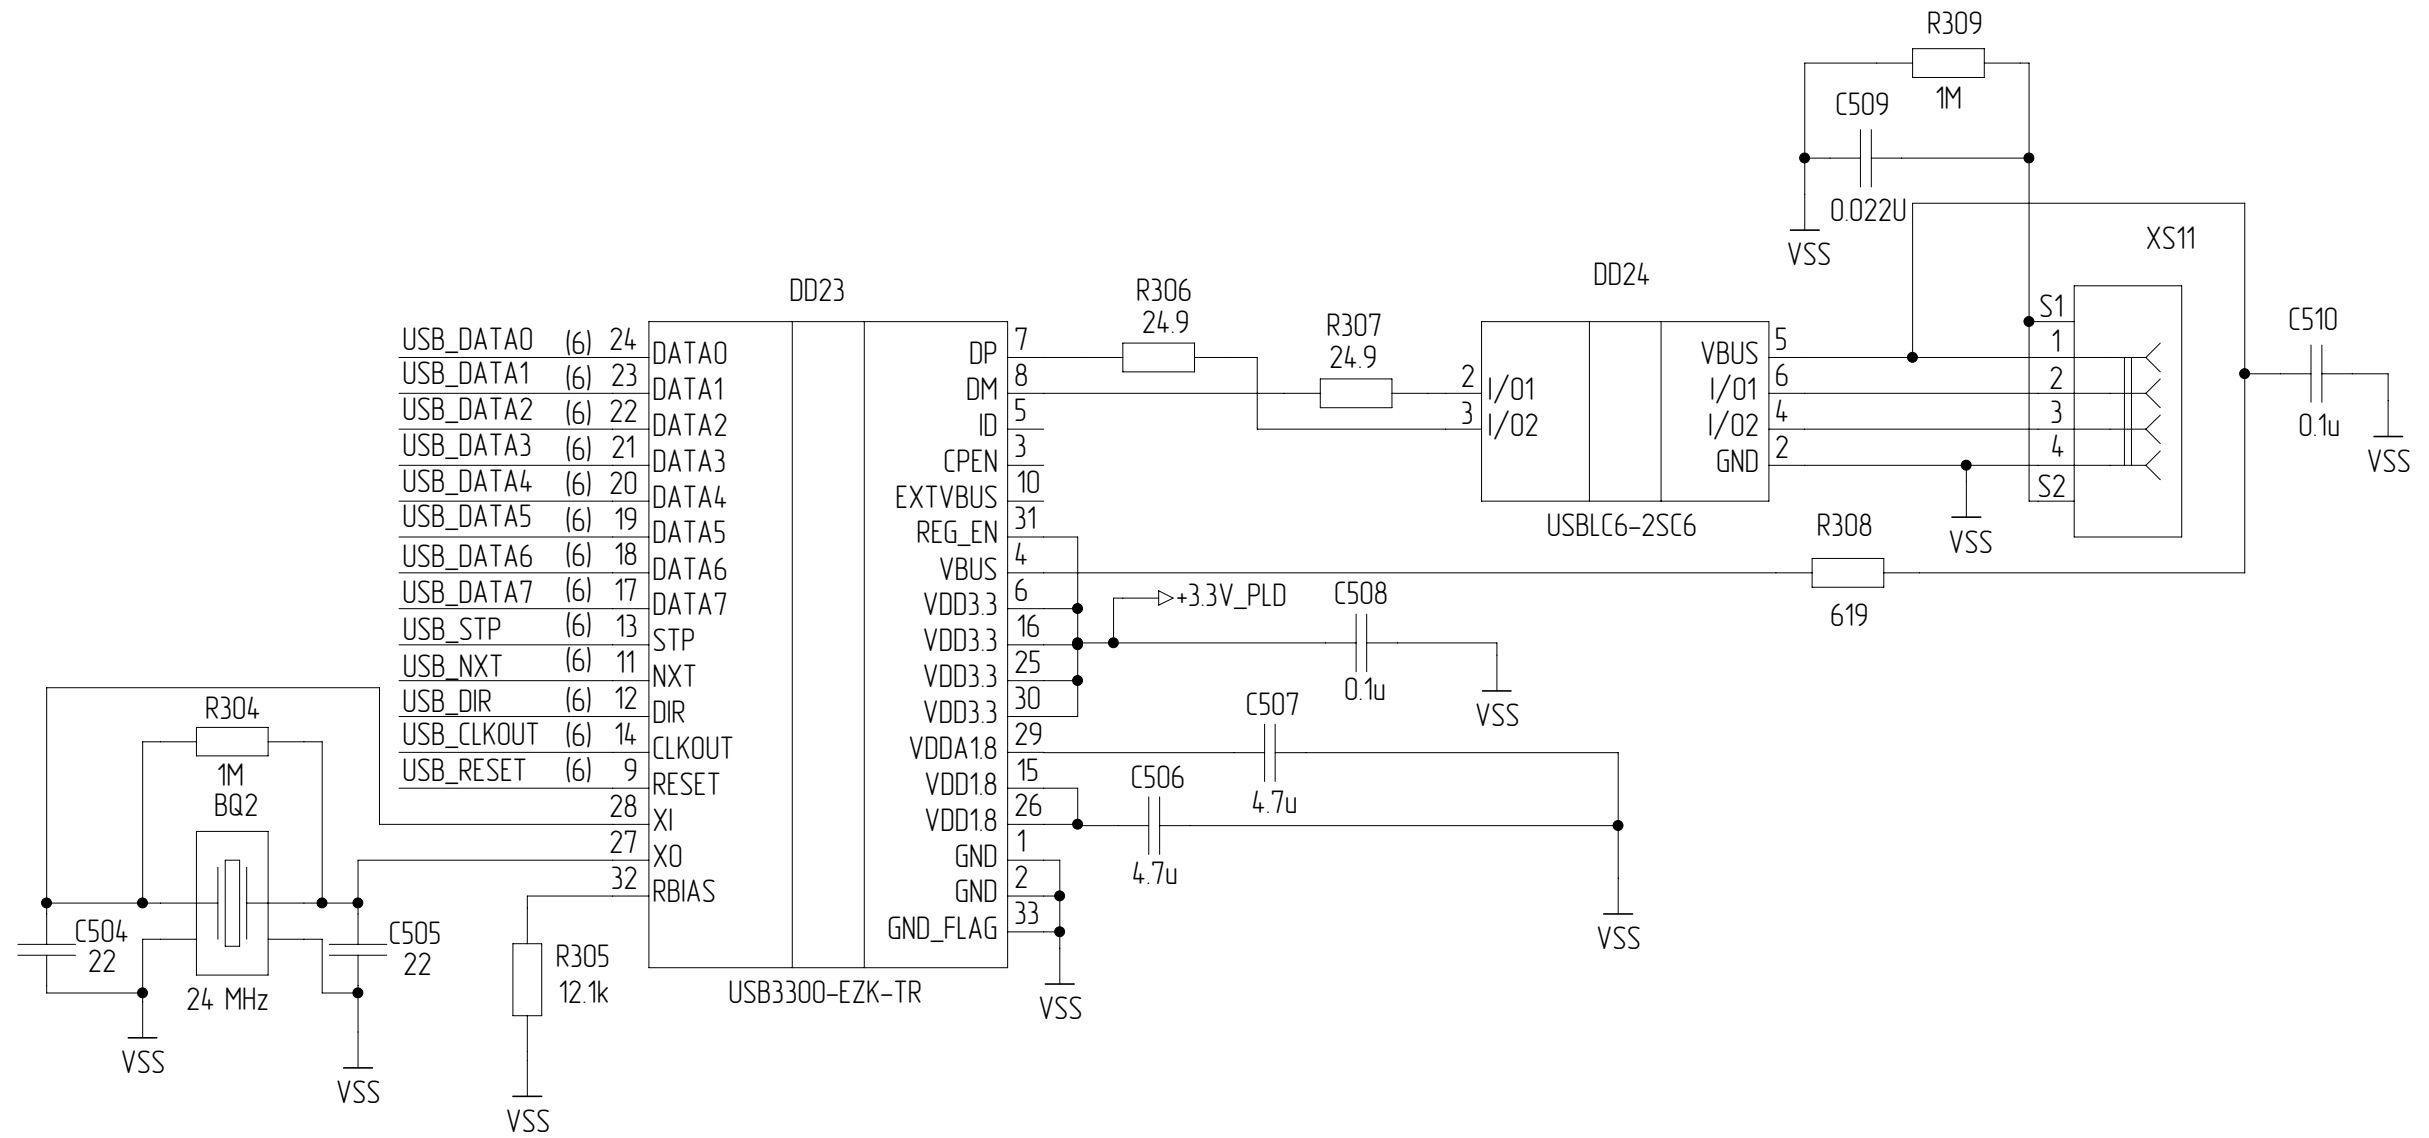 R309
1M
C509
0.022U
VSS
XS11
DD23
DD24
R306
24.9
R307
24.9
C510
0.1u
VSS
USB_DATA0 (6) 24 DATA0
USB_DATA1 (6) 23 DATA1
USB_DATA2 (6) 22 DATA2
USB_DATA3 (6) 21 DATA3
USB_DATA4 (6) 20 DATA4
USB_DATA5 (6) 19 DATA5
USB_DATA6 (6) 18 DATA6
USB_DATA7 (6) 17 DATA7
USB_STP (6) 13 STP
USB_NXT (6) 11 NXT
USB_DIR (6) 12 DIR
USB_CLKOUT (6) 14 CLKOUT
USB_RESET (6) 9 RESET
28 XI
27 XO
32 RBIAS
DP 7
DM 8
ID 5
CPEN 3
EXTVBUS 10
REG_EN 31
VBUS 4
VDD3.3 6
VDD3.3 16
VDD3.3 25
VDD3.3 30
VDDA1.8 29
VDD1.8 15
VDD1.8 26
GND 1
GND 2
GND_FLAG 33
USB3300-EZK-TR
2 I/O1
3 I/O2
VBUS 5
I/O1 6
I/O2 4
GND 2
USBLC6-2SC6
S1
1
2
3
4
S2
VSS
R308
619
+3.3V_PLD
C508
0.1u
VSS
C507
4.7u
C506
4.7u
VSS
VSS
R304
1M
BQ2
24 MHz
C504
22
C505
22
VSS
VSS
R305
12.1k
VSS